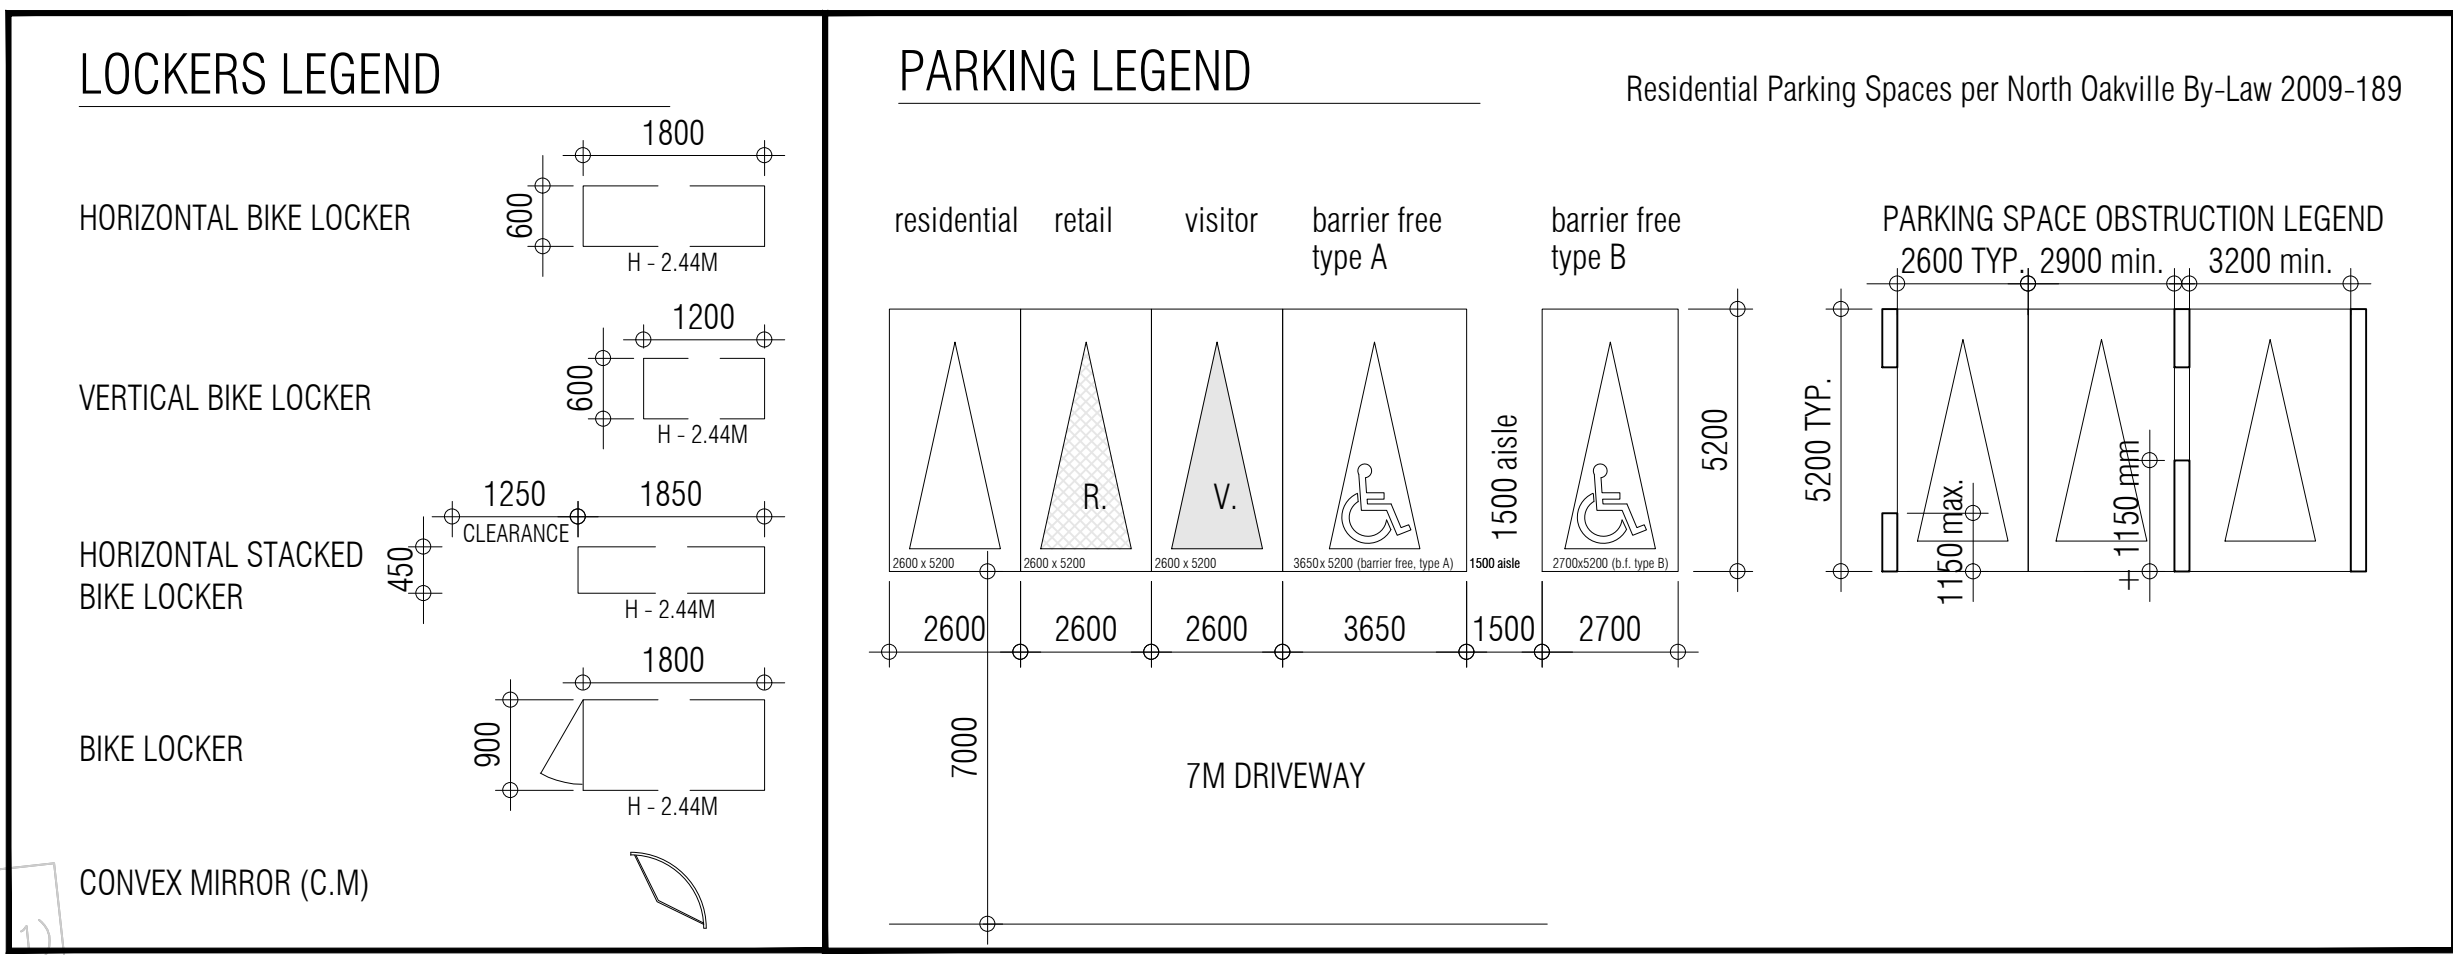 LOCKERS LEGEND
1800
HORIZONTAL BIKE LOCKER
600
H - 2.44M
1200
VERTICAL BIKE LOCKER
600
H - 2.44M
1250
1850
CLEARANCE
HORIZONTAL STACKED
BIKE LOCKER
450
H - 2.44M
1800
BIKE LOCKER
900
H - 2.44M
CONVEX MIRROR (C.M)
1)
PARKING LEGEND
Residential Parking Spaces per North Oakville By-Law 2009-189
residential
retail
visitor
barrier free
type A
barrier free
type B
R.
V.
1500 aisle
5200
2600 x 5200
2600 x 5200
2600 x 5200
3650x 5200 (barrier free, type A)
1500 aisle
2700x5200 (b.f. type B)
2600
2600
2600
3650
1500
2700
7000
7M DRIVEWAY
PARKING SPACE OBSTRUCTION LEGEND
2600 TYP.
2900 min.
3200 min.
5200 TYP.
1150 max.
+ 1150 mm